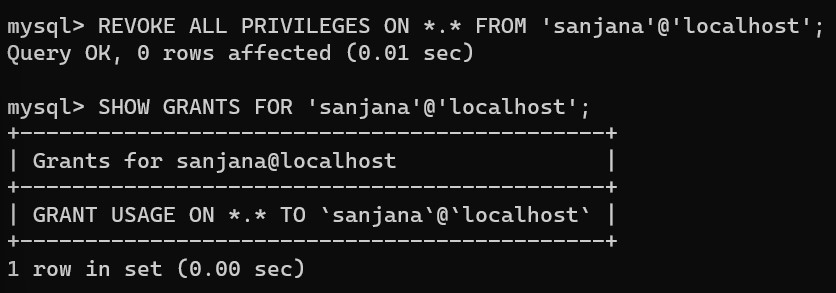 mysql> REVOKE ALL PRIVILEGES ON *.* FROM 'sanjana'@'localhost';
Query OK, 0 rows affected (0.01 sec)

mysql> SHOW GRANTS FOR 'sanjana'@'localhost';
+---------------------------------------------+
| Grants for sanjana@localhost                |
+---------------------------------------------+
| GRANT USAGE ON *.* TO `sanjana`@`localhost` |
+---------------------------------------------+
1 row in set (0.00 sec)